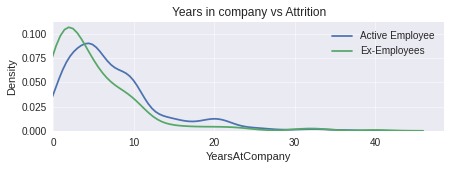 Years in company vs Attrition
Active Employee
Ex-Employees
Density
0.100
0.075
0.050
0.025
0.000
0 10 20 30 40
YearsAtCompany